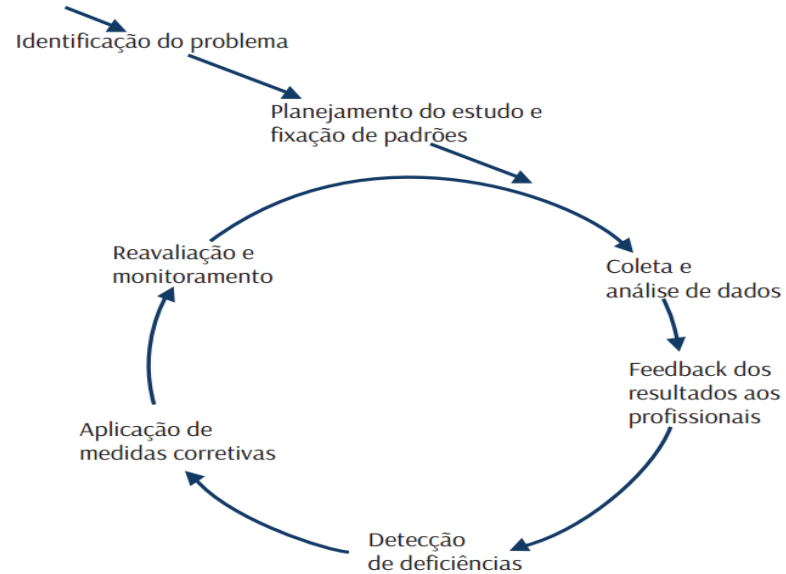 Identificação do problema
Planejamento do estudo e
fixação de padrões
Coleta e
análise de dados
Feedback dos
resultados aos
profissionais
Detecção
de deficiências
Aplicação de
medidas corretivas
Reavaliação e
monitoramento